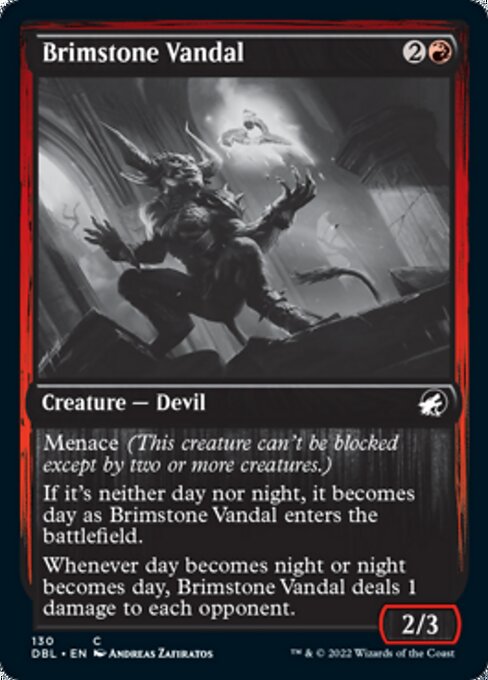 Brimstone Vandal 2
Creature — Devil
Menace (This creature can't be blocked
except by two or more creatures.)
If it's neither day nor night, it becomes
day as Brimstone Vandal enters the
battlefield.
Whenever day becomes night or night
becomes day, Brimstone Vandal deals 1
damage to each opponent.
2/3
130 C
DBL • EN ANDREAS ZAFIRATOS
™ & © 2022 Wizards of the Coast